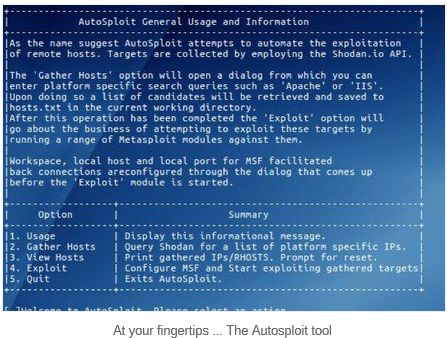 AutoSploit General Usage and Information
As the name suggest AutoSploit attempts to automate the exploitation
of remote hosts. Targets are collected by employing the Shodan.io API.
The 'Gather Hosts' option will open a dialog from which you can
enter platform specific search queries such as 'Apache' or 'IIS'.
Upon doing so a list of candidates will be retrieved and saved to
hosts.txt in the current working directory.
After this operation has been completed the 'Exploit' option will
go about the business of attempting to exploit these targets by
running a range of Metasploit modules against them.
Workspace, local host and local port for MSF facilitated
back connections areconfigured through the dialog that comes up
before the 'Exploit' module is started.
Option | Summary
1. Usage | Display this informational message.
2. Gather Hosts | Query Shodan for a list of platform specific IPs.
3. View Hosts | Print gathered IPs/RHOSTS. Prompt for reset.
4. Exploit | Configure MSF and Start exploiting gathered targets
5. Quit | Exits AutoSploit.
[ ]Welcome to AutoSploit. Please select an action.
At your fingertips ... The Autosploit tool